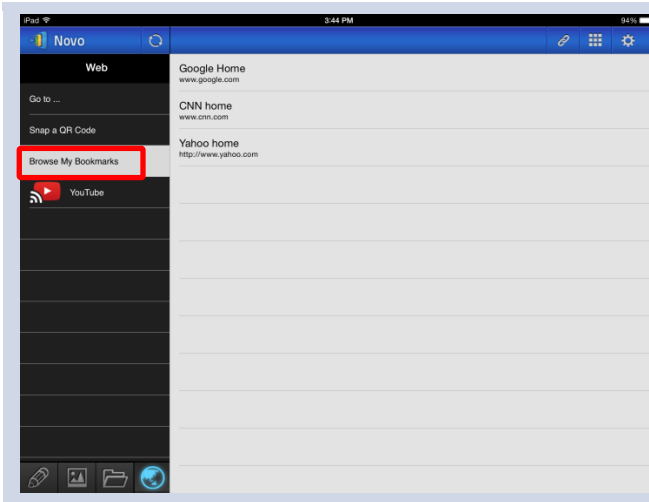 iPad 3:44 PM 94%
Novo
Web
Go to ...
Snap a QR Code
Browse My Bookmarks
YouTube
Google Home
www.google.com
CNN home
www.cnn.com
Yahoo home
http://www.yahoo.com